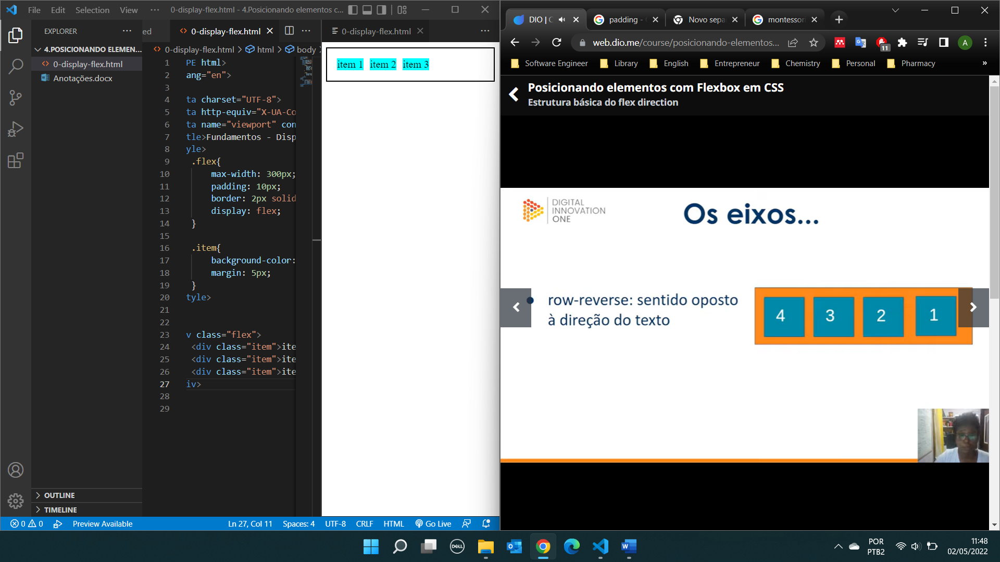 File Edit Selection View ··· 0-display-flex.html - 4.Posicionando elementos c...
EXPLORER ···
4.POSICIONANDO ELEMEN...
0-display-flex.html
Anotações.docx
OUTLINE
TIMELINE
ed 0-display-flex.html ···
0-display-flex.html > html > body
1 PE html>
2 ang="en">
3
4 ta charset="UTF-8">
5 ta http-equiv="X-UA-Co
6 ta name="viewport" con
7 tle>Fundamentos - Disp
8 yle>
9 .flex{
10 max-width: 300px;
11 padding: 10px;
12 border: 2px solid
13 display: flex;
14 }
15
16 .item{
17 background-color:
18 margin: 5px;
19 }
20 tyle>
21
22
23 v class="flex">
24 <div class="item">ite
25 <div class="item">ite
26 <div class="item">ite
27 iv>
28
29
0-display-flex.html ···
item 1 item 2 item 3
0 0 Preview Available Ln 27, Col 11 Spaces: 4 UTF-8 CRLF HTML Go Live
DIO | C padding - Novo sepa montessori
web.dio.me/course/posicionando-elementos... 11 A
Software Engineer Library English Entrepreneur Chemistry Personal Pharmacy »
Posicionando elementos com Flexbox em CSS
Estrutura básica do flex direction
DIGITAL
INNOVATION
ONE
Os eixos...
row-reverse: sentido oposto
à direção do texto
4 3 2 1
DELL
POR
PTB2
11:48
02/05/2022